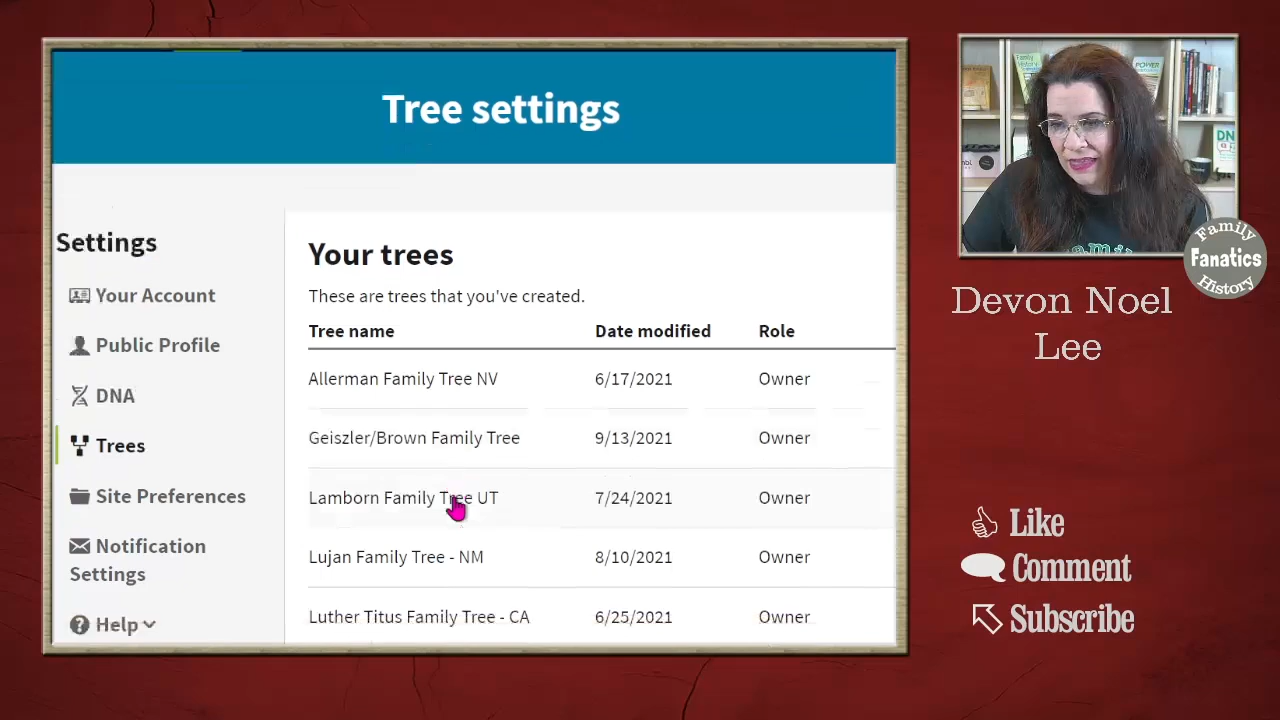 Tree settings
Settings
Your Account
Public Profile
DNA
Trees
Site Preferences
Notification
Settings
Help
Your trees
These are trees that you've created.
Tree name Date modified Role
Allerman Family Tree NV 6/17/2021 Owner
Geiszler/Brown Family Tree 9/13/2021 Owner
Lamborn Family Tree UT 7/24/2021 Owner
Lujan Family Tree - NM 8/10/2021 Owner
Luther Titus Family Tree - CA 6/25/2021 Owner
Family
History
POWER
DN
Family
Fanatics
History
Devon Noel
Lee
Like
Comment
Subscribe